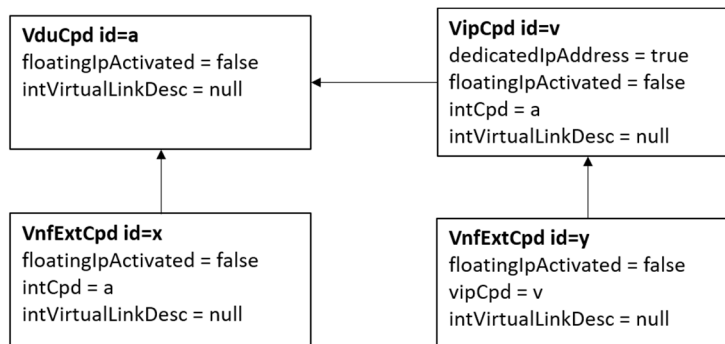 VduCpd id=a
floatingIpActivated = false
intVirtualLinkDesc = null
VipCpd id=v
dedicatedIpAddress = true
floatingIpActivated = false
intCpd = a
intVirtualLinkDesc = null
VnfExtCpd id=x
floatingIpActivated = false
intCpd = a
intVirtualLinkDesc = null
VnfExtCpd id=y
floatingIpActivated = false
vipCpd = v
intVirtualLinkDesc = null